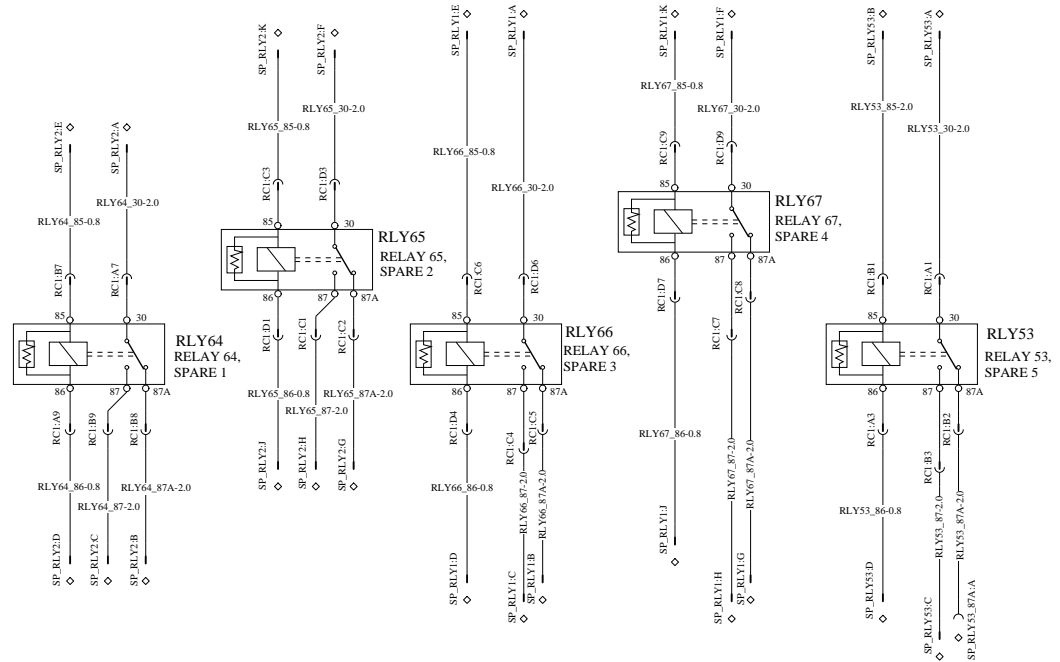 SP_RLY2:E
SP_RLY2:A
RLY64_85-0.8
RLY64_30-2.0
RC1:B7
RC1:A7
85
30
RLY64
RELAY 64,
SPARE 1
86
87
87A
RC1:A9
RC1:B9
RC1:B8
RLY64_86-0.8
RLY64_87-2.0
RLY64_87A-2.0
SP_RLY2:D
SP_RLY2:C
SP_RLY2:B
SP_RLY2:K
SP_RLY2:F
RLY65_85-0.8
RLY65_30-2.0
RC1:C3
RC1:D3
85
30
RLY65
RELAY 65,
SPARE 2
86
87
87A
RC1:D1
RC1:C1
RC1:C2
RLY65_86-0.8
RLY65_87-2.0
RLY65_87A-2.0
SP_RLY2:J
SP_RLY2:H
SP_RLY2:G
SP_RLY1:E
SP_RLY1:A
RLY66_85-0.8
RLY66_30-2.0
RC1:C6
RC1:D6
85
30
RLY66
RELAY 66,
SPARE 3
86
87
87A
RC1:D4
RC1:C4
RC1:C5
RLY66_86-0.8
RLY66_87-2.0
RLY66_87A-2.0
SP_RLY1:D
SP_RLY1:C
SP_RLY1:B
SP_RLY1:K
SP_RLY1:F
RLY67_85-0.8
RLY67_30-2.0
RC1:C9
RC1:D9
85
30
RLY67
RELAY 67,
SPARE 4
86
87
87A
RC1:D7
RC1:C7
RC1:C8
RLY67_86-0.8
RLY67_87-2.0
RLY67_87A-2.0
SP_RLY1:J
SP_RLY1:H
SP_RLY1:G
SP_RLY53:B
SP_RLY53:A
RLY53_85-2.0
RLY53_30-2.0
RC1:B1
RC1:A1
85
30
RLY53
RELAY 53,
SPARE 5
86
87
87A
RC1:A3
RC1:B3
RC1:B2
RLY53_86-0.8
RLY53_87-2.0
RLY53_87A-2.0
SP_RLY53:D
SP_RLY53:C
SP_RLY53_87A:A